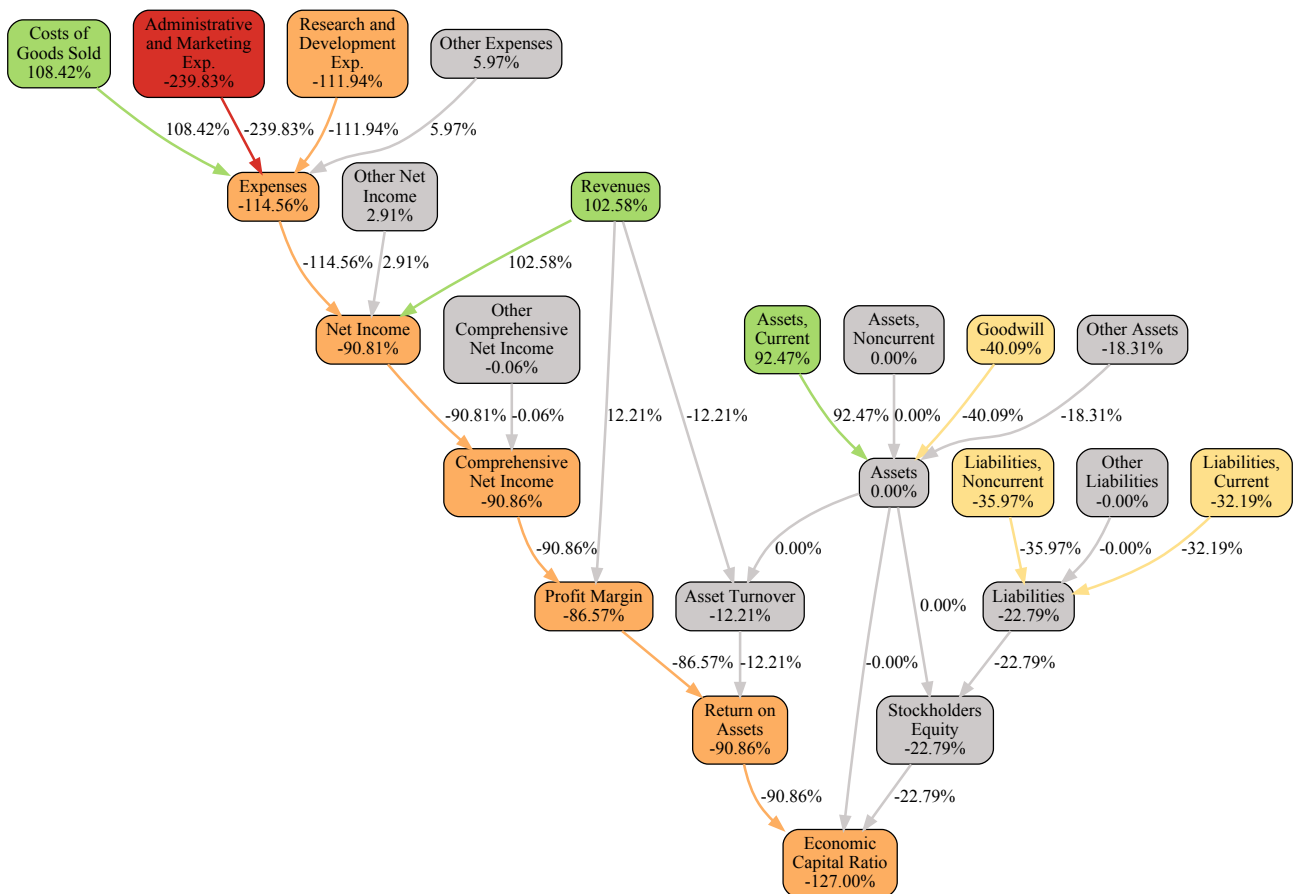 Costs of
Goods Sold
108.42%
Administrative
and Marketing
Exp.
-239.83%
Research and
Development
Exp.
-111.94%
Other Expenses
5.97%
108.42%
-239.83%
-111.94%
5.97%
Expenses
-114.56%
Other Net
Income
2.91%
Revenues
102.58%
-114.56%
2.91%
102.58%
Net Income
-90.81%
Other
Comprehensive
Net Income
-0.06%
Assets,
Current
92.47%
Assets,
Noncurrent
0.00%
Goodwill
-40.09%
Other Assets
-18.31%
-90.81%
-0.06%
12.21%
-12.21%
92.47%
0.00%
-40.09%
-18.31%
Comprehensive
Net Income
-90.86%
Assets
0.00%
Liabilities,
Noncurrent
-35.97%
Other
Liabilities
-0.00%
Liabilities,
Current
-32.19%
-90.86%
0.00%
-35.97%
-0.00%
-32.19%
Profit Margin
-86.57%
Asset Turnover
-12.21%
0.00%
Liabilities
-22.79%
-86.57%
-12.21%
-0.00%
-22.79%
Return on
Assets
-90.86%
Stockholders
Equity
-22.79%
-90.86%
-22.79%
Economic
Capital Ratio
-127.00%